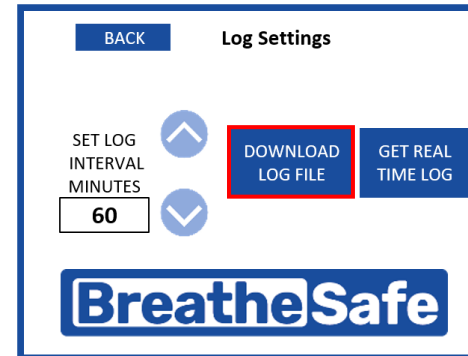 BACK
Log Settings
SET LOG
INTERVAL
MINUTES
60
DOWNLOAD
LOG FILE
GET REAL
TIME LOG
BreatheSafe